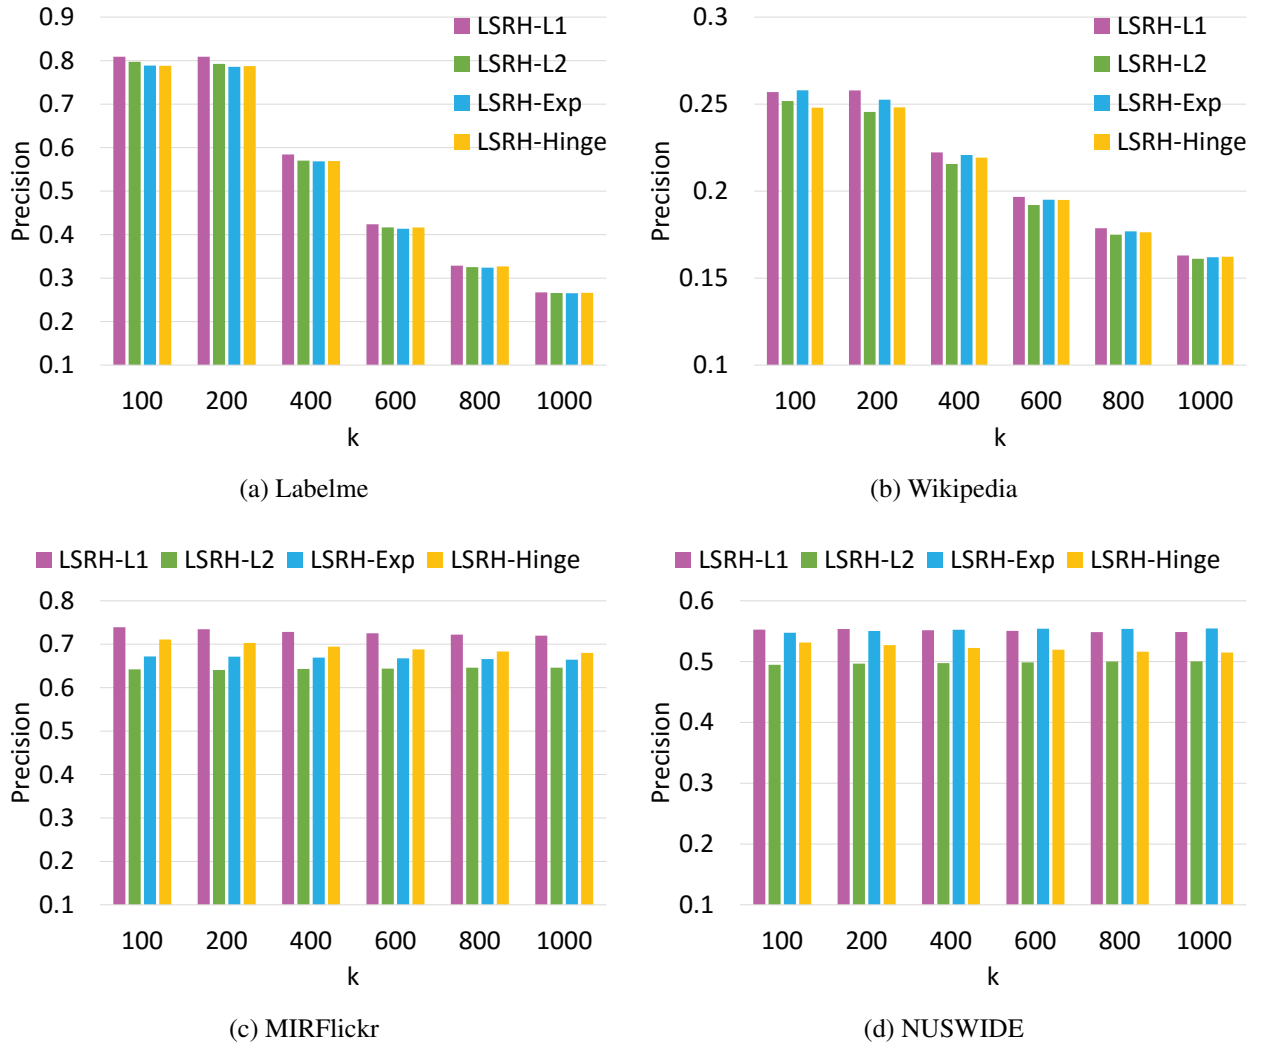 0.9
0.8
0.7
0.6
0.5
0.4
0.3
0.2
0.1
Precision
LSRH-L1
LSRH-L2
LSRH-Exp
LSRH-Hinge
100 200 400 600 800 1000
k
(a) Labelme
0.3
0.25
0.2
0.15
0.1
Precision
LSRH-L1
LSRH-L2
LSRH-Exp
LSRH-Hinge
100 200 400 600 800 1000
k
(b) Wikipedia
LSRH-L1 LSRH-L2 LSRH-Exp LSRH-Hinge
0.8
0.7
0.6
0.5
0.4
0.3
0.2
0.1
Precision
100 200 400 600 800 1000
k
(c) MIRFlickr
LSRH-L1 LSRH-L2 LSRH-Exp LSRH-Hinge
0.6
0.5
0.4
0.3
0.2
0.1
Precision
100 200 400 600 800 1000
k
(d) NUSWIDE